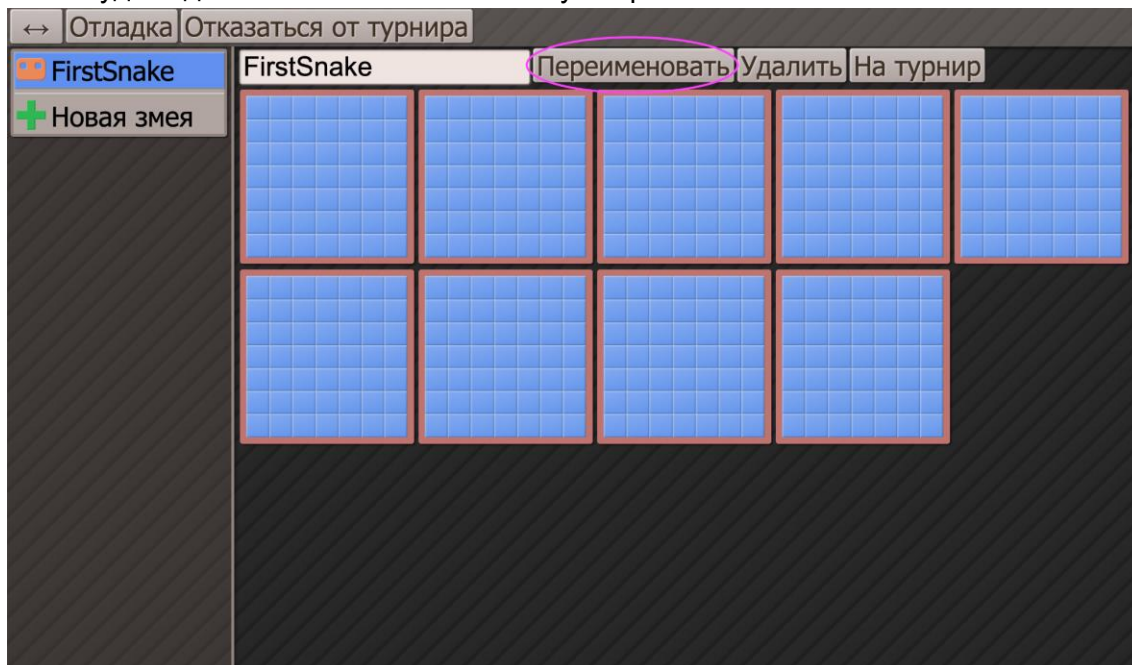 ↔ Отладка Отказаться от турнира
FirstSnake
Новая змея
FirstSnake Переименовать Удалить На турнир